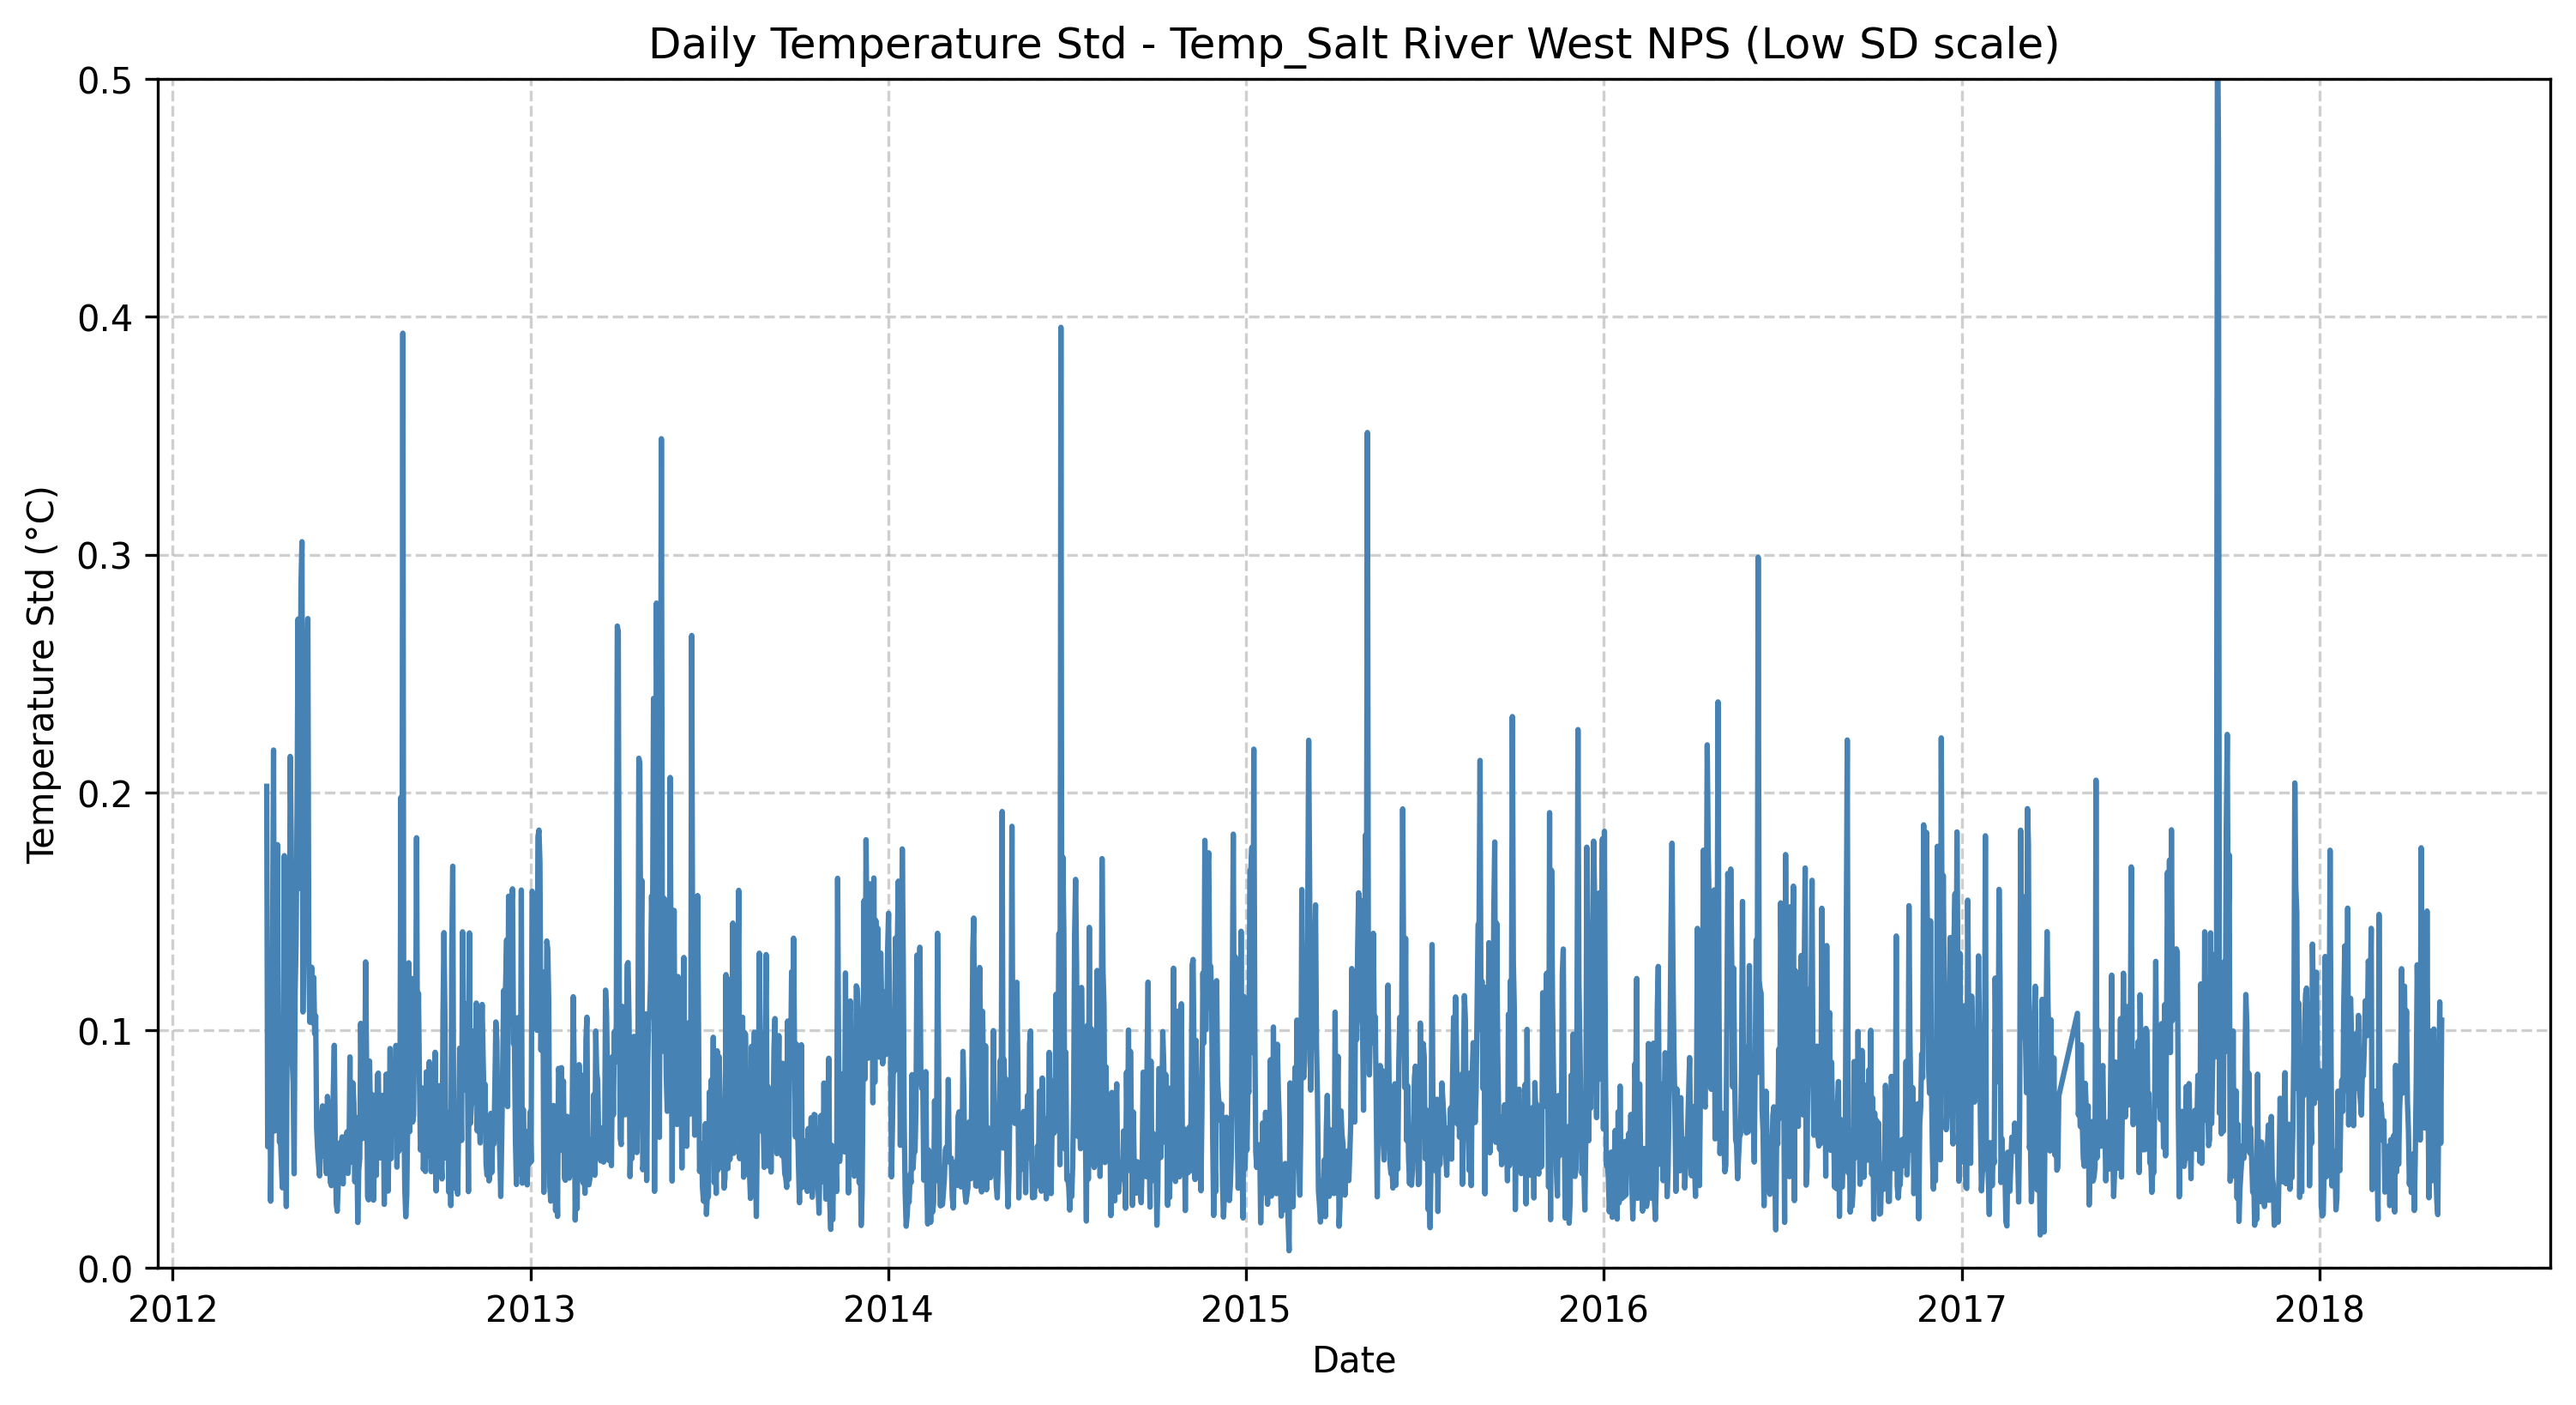 Daily Temperature Std - Temp_Salt River West NPS (Low SD scale)
Temperature Std (°C)
0.5
0.4
0.3
0.2
0.1
0.0
2012 2013 2014 2015 2016 2017 2018
Date